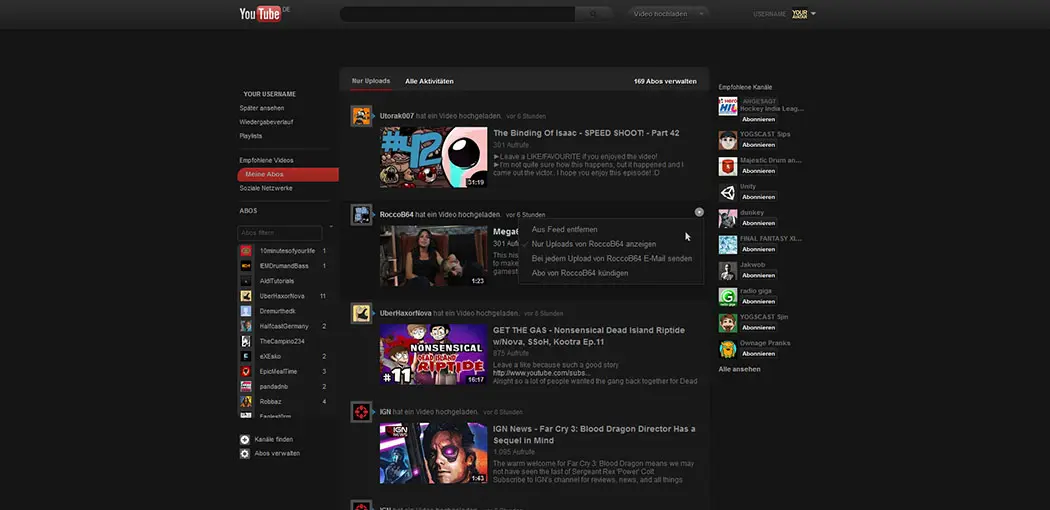 YouTube DE
Video hochladen
USERNAME
YOUR AVATAR
YOUR USERNAME
Später ansehen
Wiedergabeverlauf
Playlists
Empfohlene Videos
Meine Abos
Soziale Netzwerke
ABOS
Abos filtern
10minutesofyourlife 1
IEMDrumandBass 1
AldiTutorials
UberHaxorNova 11
Dremurthedk
HalfcastGermany 2
TheCampino234
eXEsko 2
EpicMealTime 3
pandadnb 2
Robbaz 4
Kanäle finden
Abos verwalten
Nur Uploads
Alle Aktivitäten
169 Abos verwalten
Utorak007 hat ein Video hochgeladen. vor 6 Stunden
#42
31:19
The Binding Of Isaac - SPEED SHOOT! - Part 42
301 Aufrufe
►Leave a LIKE/FAVOURITE if you enjoyed the video!
►I'm not quite sure how this frappens, but it happened and I
came out the victor. I hope you enjoy this episode! :D
RoccoB64 hat ein Video hochgeladen. vor 6 Stunden
1:23
301
This
to make
Aus Feed entfernen
Nur Uploads von RoccoB64 anzeigen
Bei jedem Upload von RoccoB64 E-Mail senden
Abo von RoccoB64 kündigen
UberHaxorNova hat ein Video hochgeladen. vor 6 Stunden
NONSENSICAL
DEAD ISLAND
RIPTIDE
#11
16:17
GET THE GAS - Nonsensical Dead Island Riptide
w/Nova, SSoH, Kootra Ep.11
875 Aufrufe
Leave a like because such a good story
http://www.youtube.com/subs...
Alright so a lot of people wanted the gang back together for Dead
IGN hat ein Video hochgeladen. vor 6 Stunden
IGN NEWS
1:43
IGN News - Far Cry 3: Blood Dragon Director Has a
Sequel in Mind
1,095 Aufrufe
The warm welcome for Far Cry 3: Blood Dragon means we may
not have seen the last of Sergeant Rex 'Power' Colt.
Subscribe to IGN's channel for reviews, news, and all things
Empfohlene Kanäle
Hero
HIL
ANGESAGT
Hockey India Leag...
Abonnieren
YOGSCAST Sips
Abonnieren
Majestic Drum an...
Abonnieren
Unity
Abonnieren
dunkey
Abonnieren
FINAL FANTASY XI...
Abonnieren
Jakwob
Abonnieren
radio giga
Abonnieren
YOGSCAST Sjin
Abonnieren
Ownage Pranks
Abonnieren
Alle ansehen